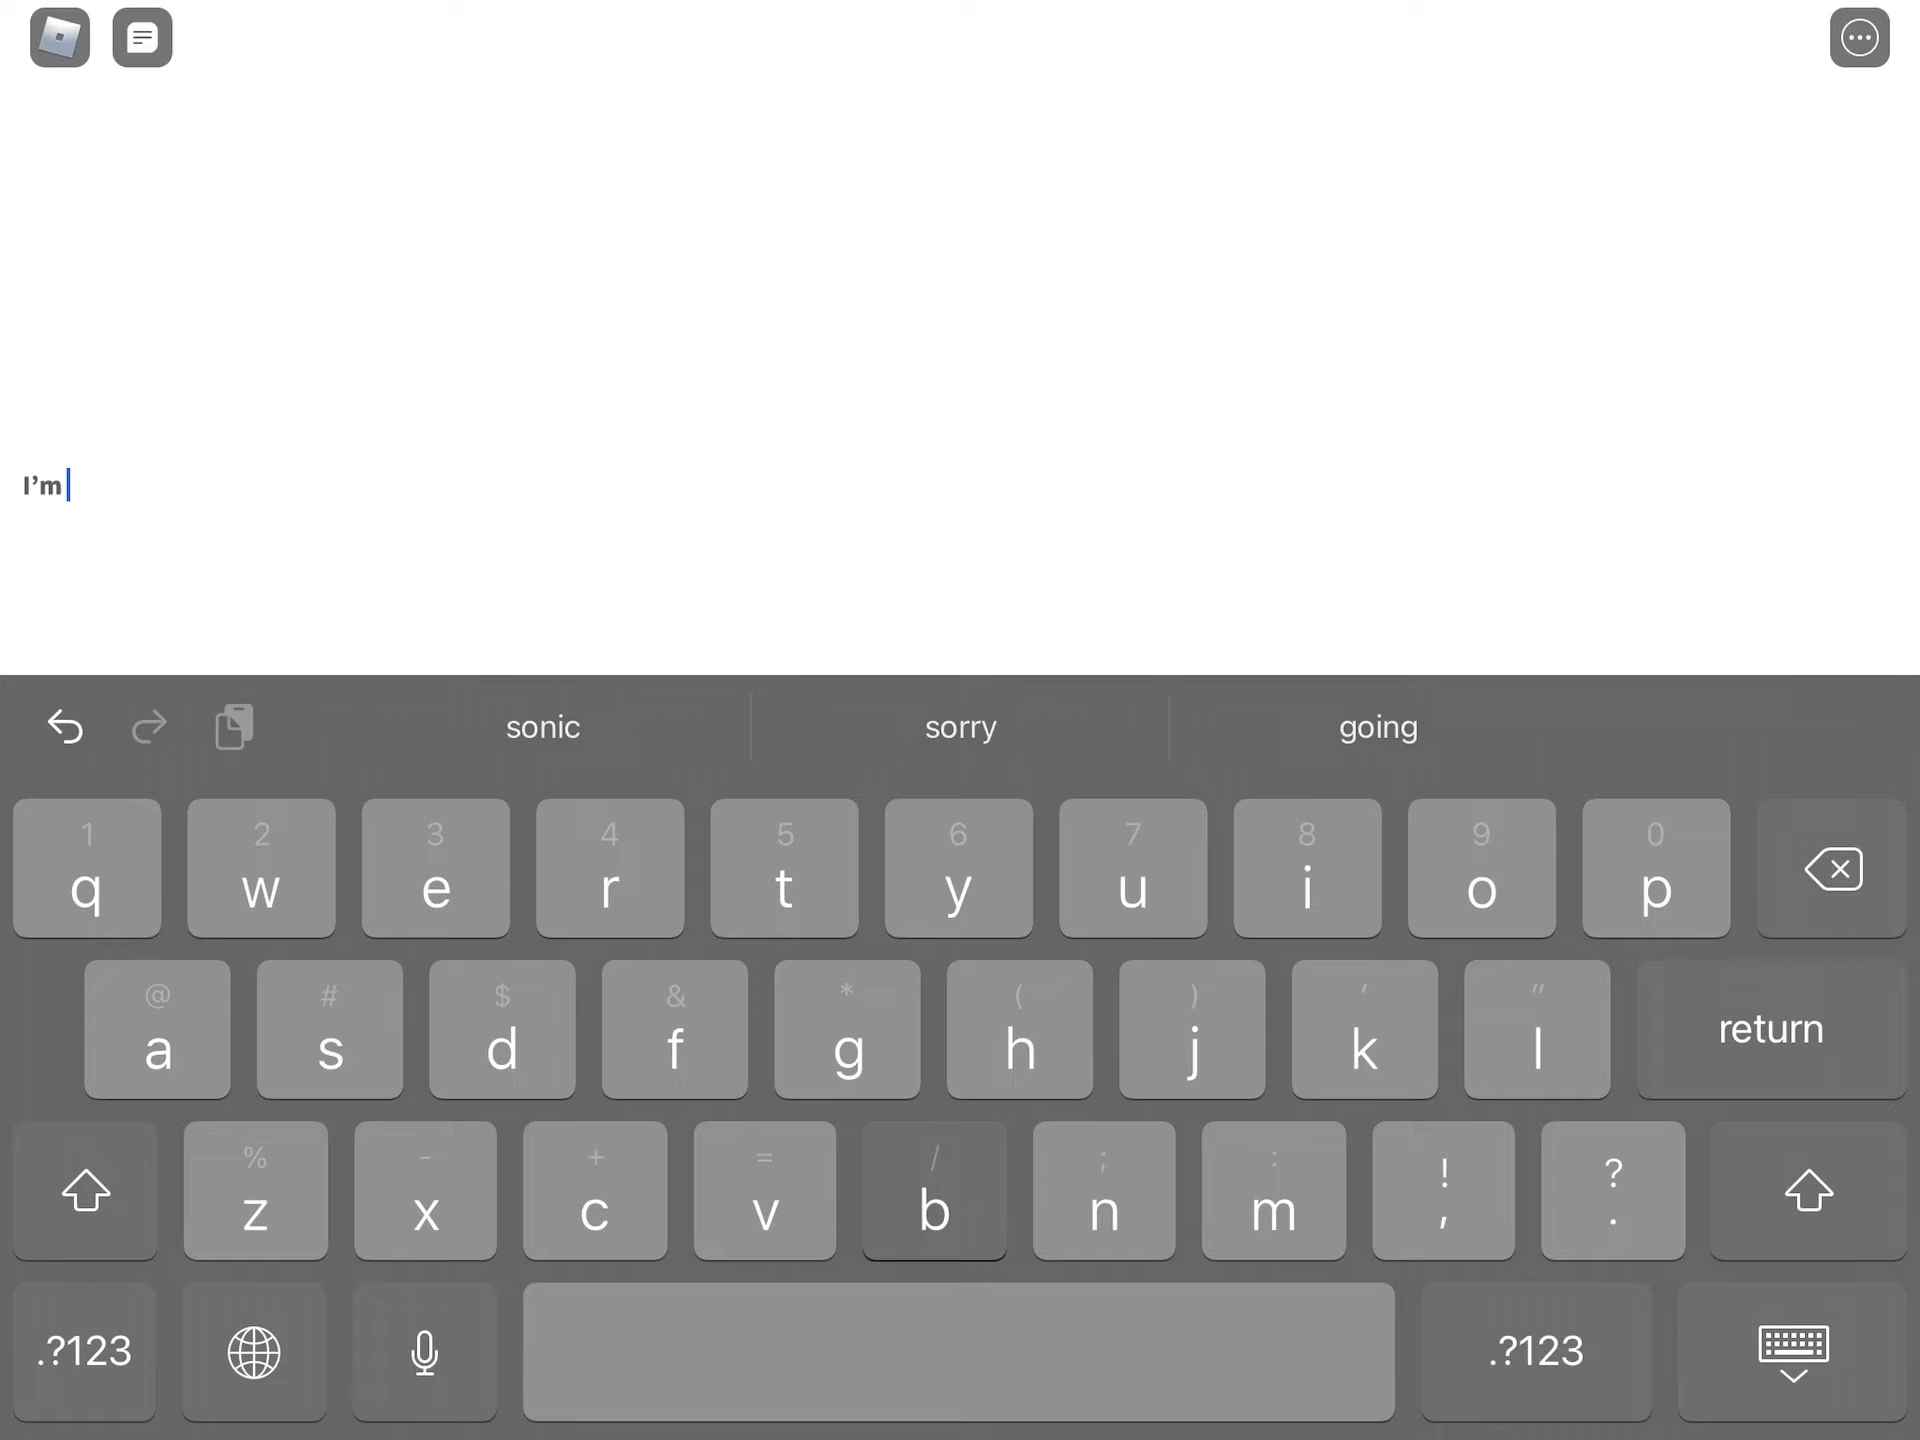 I’m
sonic sorry going
1 2 3 4 5 6 7 8 9 0
q w e r t y u i o p
@ # $ & * ( ) ' "
a s d f g h j k l return
% - + = / ; : ! ?
z x c v b n m , .
.?123 .?123